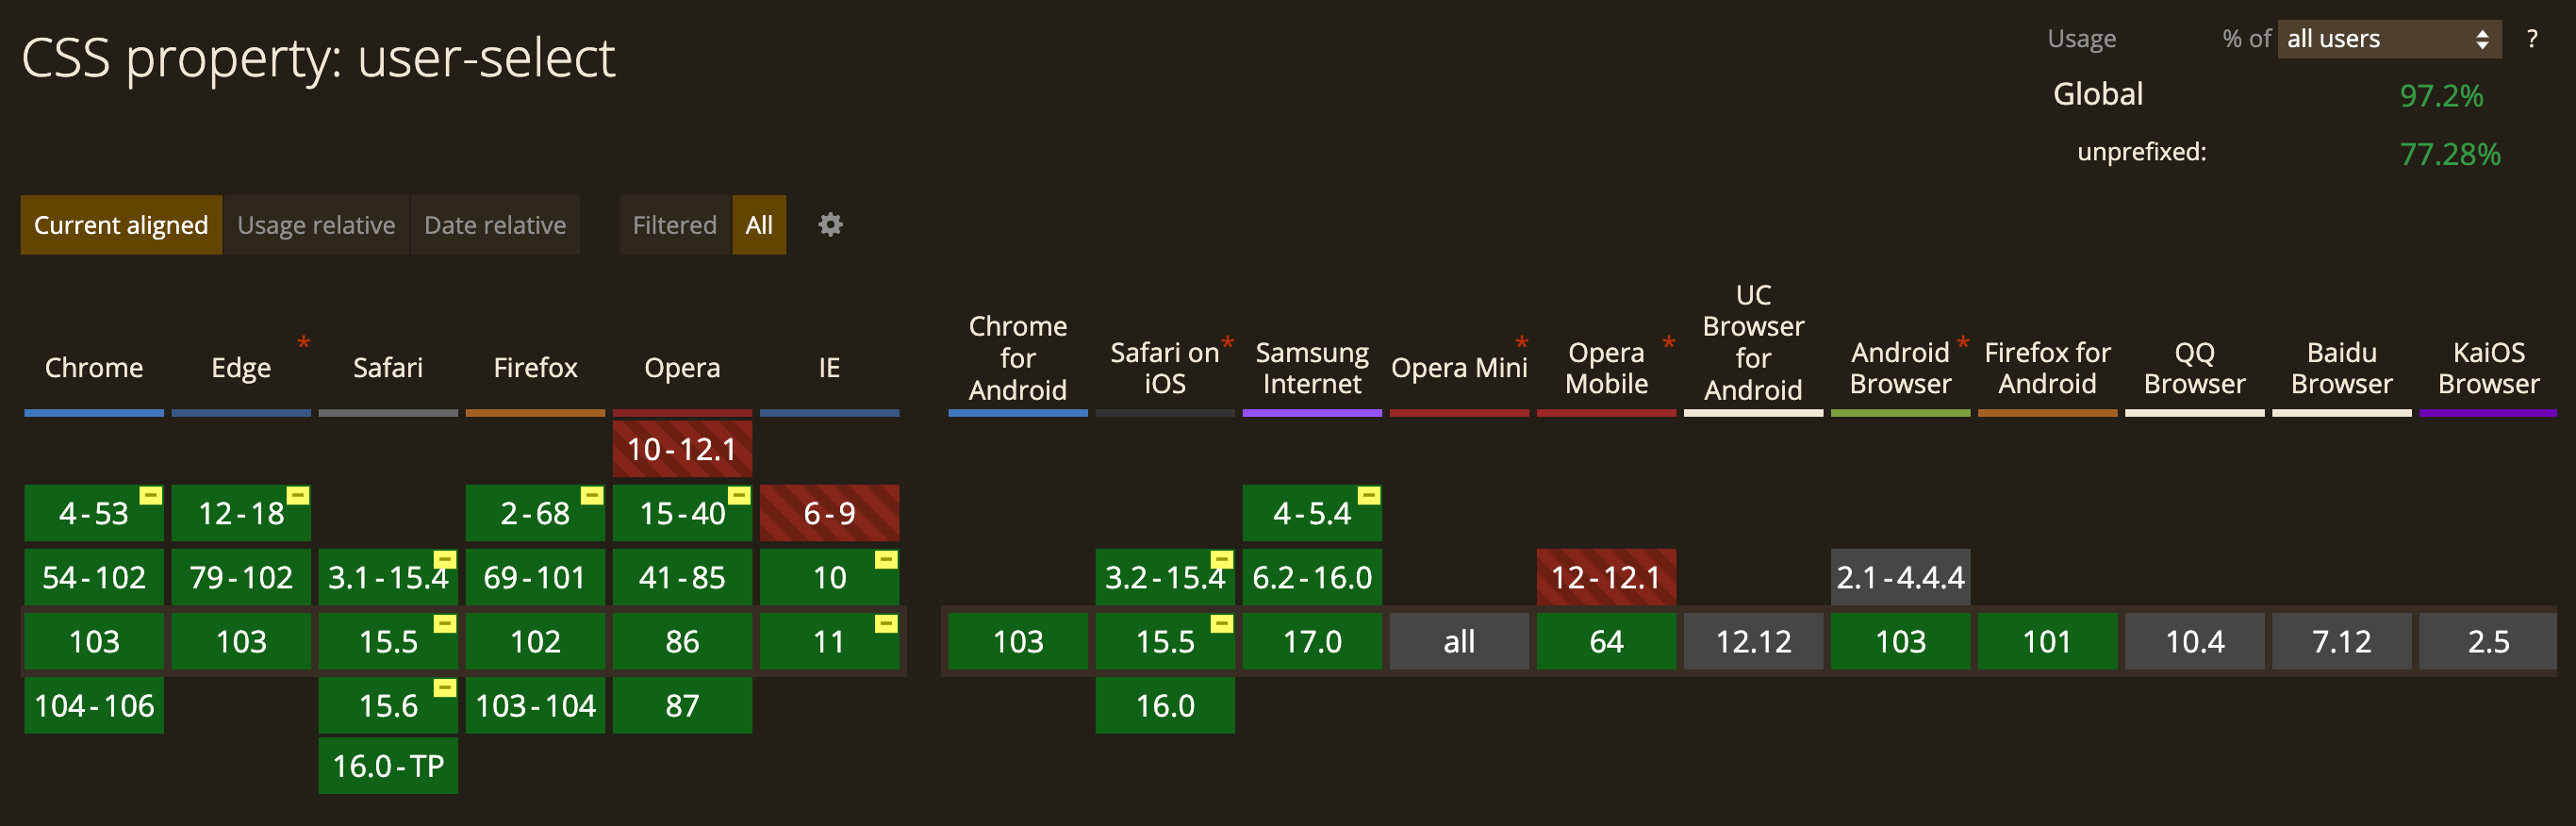 CSS property: user-select
Usage % of all users ?
Global 97.2%
unprefixed: 77.28%
Current aligned Usage relative Date relative Filtered All
Chrome
Edge *
Safari
Firefox
Opera
IE
Chrome for Android
Safari on iOS *
Samsung Internet
Opera Mini *
Opera Mobile *
UC Browser for Android
Android Browser *
Firefox for Android
QQ Browser
Baidu Browser
KaiOS Browser
10-12.1
4-53 12-18 2-68 15-40 6-9 4-5.4
54-102 79-102 3.1-15.4 69-101 41-85 10 3.2-15.4 6.2-16.0 12-12.1 2.1-4.4.4
103 103 15.5 102 86 11 103 15.5 17.0 all 64 12.12 103 101 10.4 7.12 2.5
104-106 15.6 103-104 87 16.0
16.0-TP